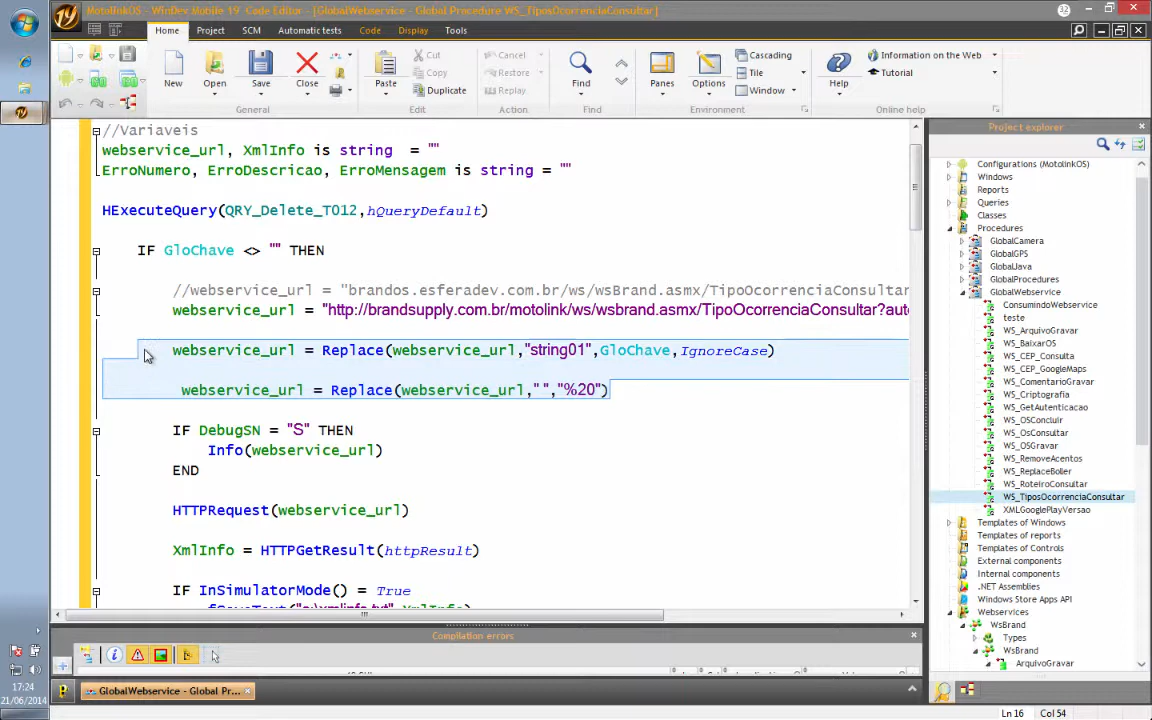 MotolinkOS - WinDev Mobile 19 Code Editor - [GlobalWebservice - Global Procedure WS_TiposOcorrenciaConsultar]
32
Home Project SCM Automatic tests Code Display Tools
New Open Save Close
Paste Cut Copy Duplicate
Cancel Restore Replay
Find Panes Options
Cascading Tile Window
Help Information on the Web Tutorial
General Edit Action Find Environment Online help
//Variaveis
webservice_url, XmlInfo is string = ""
ErroNumero, ErroDescricao, ErroMensagem is string = ""
HExecuteQuery(QRY_Delete_T012,hQueryDefault)
IF GloChave <> "" THEN
//webservice_url = "brandos.esferadev.com.br/ws/wsBrand.asmx/TipoOcorrenciaConsultar
webservice_url = "http://brandsupply.com.br/motolink/ws/wsbrand.asmx/TipoOcorrenciaConsultar?auto
webservice_url = Replace(webservice_url,"string01",GloChave,IgnoreCase)
webservice_url = Replace(webservice_url," ","%20")
IF DebugSN = "S" THEN
Info(webservice_url)
END
HTTPRequest(webservice_url)
XmlInfo = HTTPGetResult(httpResult)
IF InSimulatorMode() = True
Compilation errors
GlobalWebservice - Global Pr...
Project explorer
Configurations (MotolinkOS)
Windows
Reports
Queries
Classes
Procedures
GlobalCamera
GlobalGPS
GlobalJava
GlobalProcedures
GlobalWebservice
ConsumindoWebservice
teste
WS_ArquivoGravar
WS_BaixarOS
WS_CEP_Consulta
WS_CEP_GoogleMaps
WS_ComentarioGravar
WS_Criptografia
WS_GetAutenticacao
WS_OSConcluir
WS_OsConsultar
WS_OSGravar
WS_RemoveAcentos
WS_ReplaceBoler
WS_RoteiroConsultar
WS_TiposOcorrenciaConsultar
XMLGooglePlayVersao
Templates of Windows
Templates of reports
Templates of Controls
External components
Internal components
.NET Assemblies
Windows Store Apps API
Webservices
WsBrand
Types
WsBrand
ArquivoGravar
17:24
21/06/2014
Ln 16 Col 54